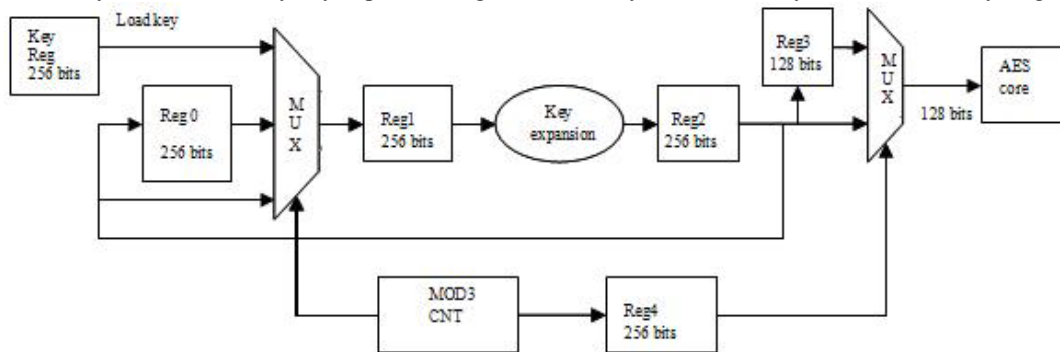 Key
Reg
256 bits
Load key
Reg 0
256 bits
M
U
X
Reg1
256 bits
Key
expansion
Reg2
256 bits
Reg3
128 bits
M
U
X
128 bits
AES
core
MOD3
CNT
Reg4
256 bits